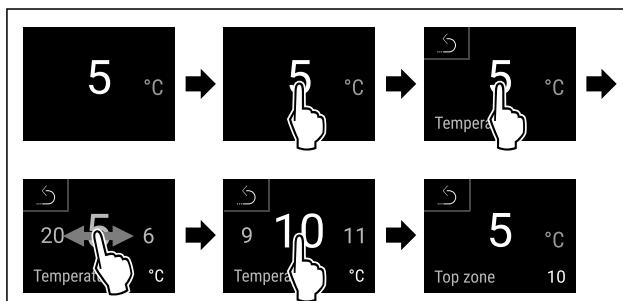 5 °C
5 °C
5 °C
Tempera
20 5 6
Temperat °C
9 10 11
Tempera °C
5 °C
Top zone 10